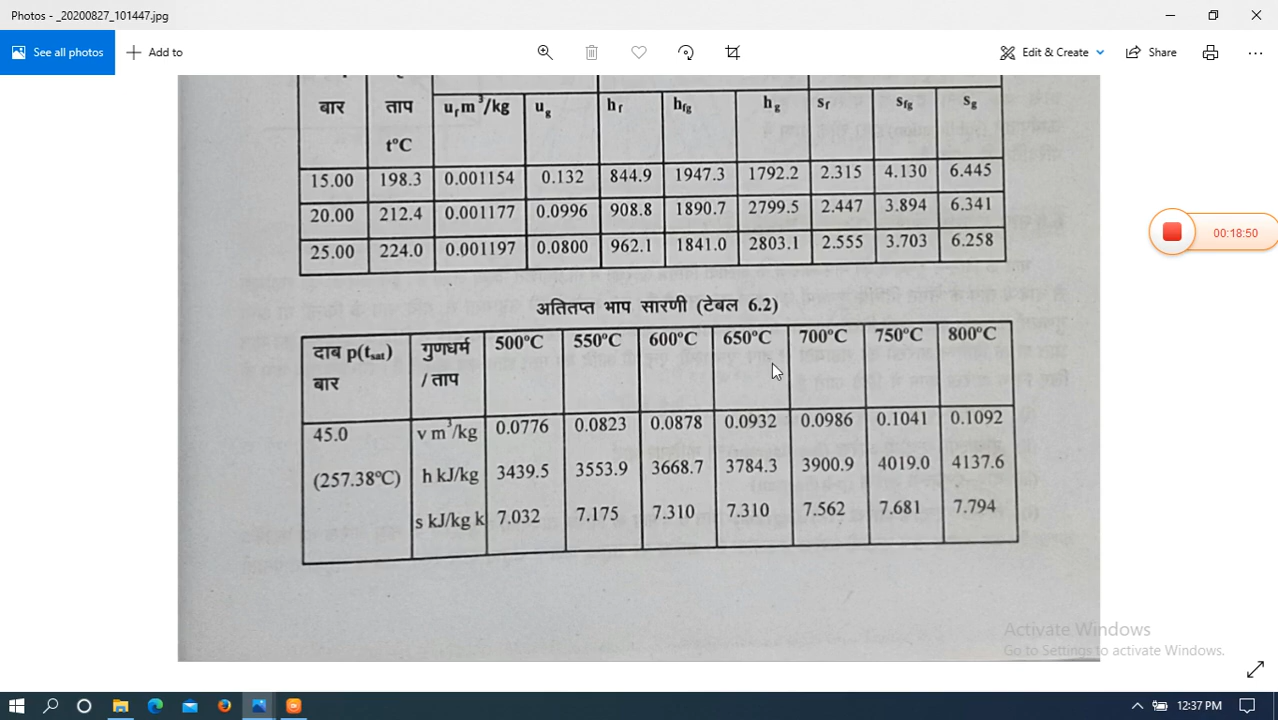 Photos - _20200827_101447.jpg
See all photos
Add to
Edit & Create
Share
बार ताप u_f m³/kg u_g h_f h_fg h_g s_f s_fg s_g
t°C
15.00 198.3 0.001154 0.132 844.9 1947.3 1792.2 2.315 4.130 6.445
20.00 212.4 0.001177 0.0996 908.8 1890.7 2799.5 2.447 3.894 6.341
25.00 224.0 0.001197 0.0800 962.1 1841.0 2803.1 2.555 3.703 6.258
00:18:50
अतितप्त भाप सारणी (टेबल 6.2)
दाब p(t_sat) गुणधर्म 500°C 550°C 600°C 650°C 700°C 750°C 800°C
बार / ताप
45.0 v m³/kg 0.0776 0.0823 0.0878 0.0932 0.0986 0.1041 0.1092
(257.38°C) h kJ/kg 3439.5 3553.9 3668.7 3784.3 3900.9 4019.0 4137.6
s kJ/kg k 7.032 7.175 7.310 7.310 7.562 7.681 7.794
Activate Windows
Go to Settings to activate Windows.
12:37 PM